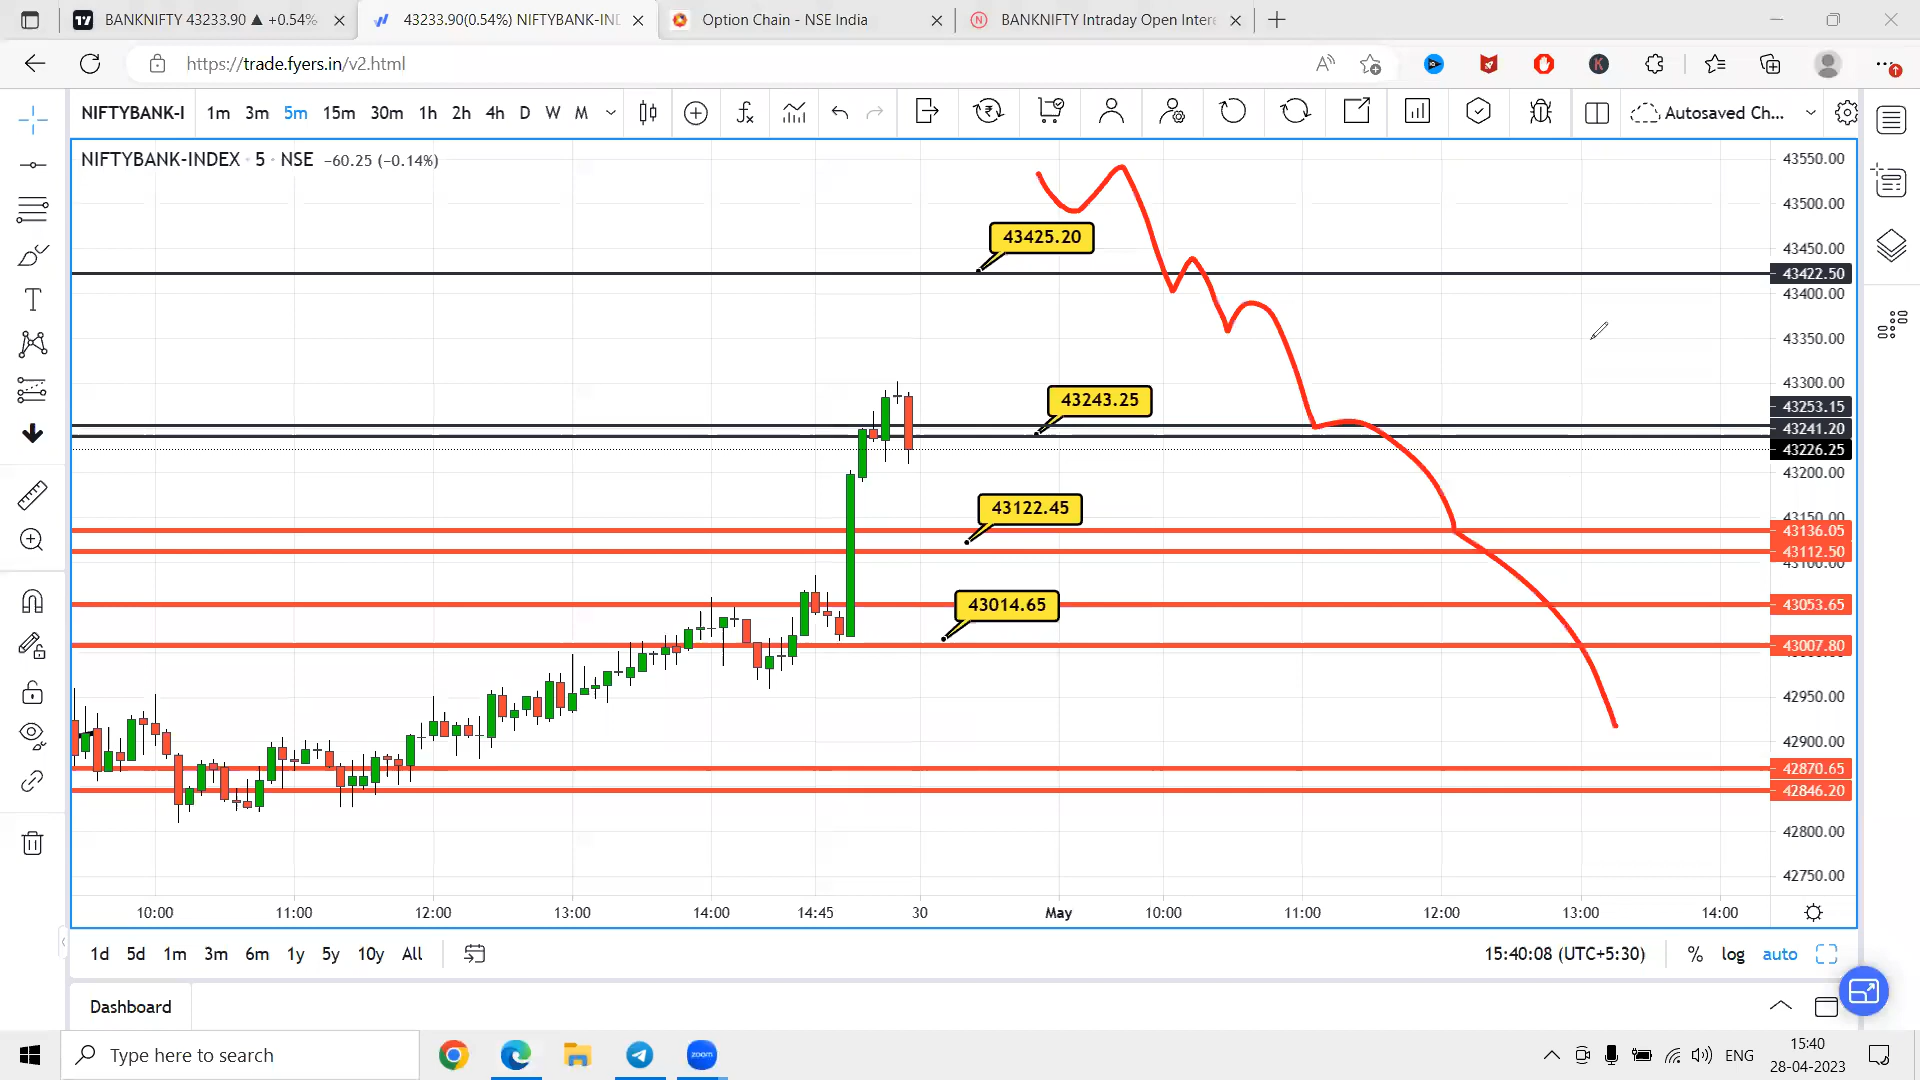 BANKNIFTY 43233.90 ▲ +0.54%
43233.90(0.54%) NIFTYBANK-IND
Option Chain - NSE India
BANKNIFTY Intraday Open Inter
https://trade.fyers.in/v2.html
NIFTYBANK-I 1m 3m 5m 15m 30m 1h 2h 4h D W M Autosaved Ch...
NIFTYBANK-INDEX · 5 · NSE −60.25 (−0.14%)
43550.00
43500.00
43425.20
43450.00
43422.50
43400.00
43350.00
43300.00
43243.25
43253.15
43241.20
43226.25
43200.00
43122.45
43150.00
43136.05
43112.50
43100.00
43014.65
43053.65
43007.80
42950.00
42900.00
42870.65
42846.20
42800.00
42750.00
10:00 11:00 12:00 13:00 14:00 14:45 30 May 10:00 11:00 12:00 13:00 14:00
1d 5d 1m 3m 6m 1y 5y 10y All 15:40:08 (UTC+5:30) % log auto
Dashboard
Type here to search
zoom
ENG
15:40
28-04-2023